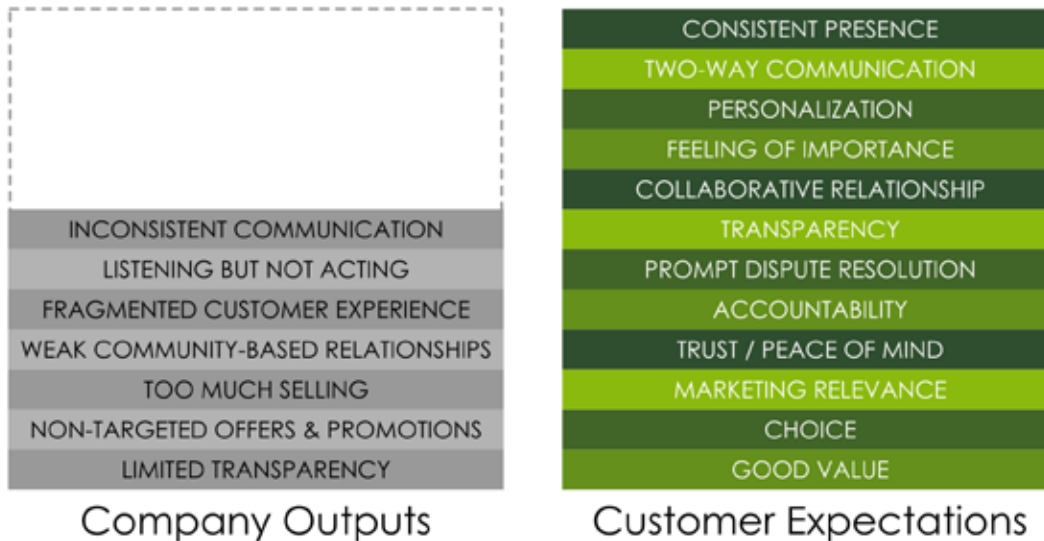 INCONSISTENT COMMUNICATION
LISTENING BUT NOT ACTING
FRAGMENTED CUSTOMER EXPERIENCE
WEAK COMMUNITY-BASED RELATIONSHIPS
TOO MUCH SELLING
NON-TARGETED OFFERS & PROMOTIONS
LIMITED TRANSPARENCY
Company Outputs
CONSISTENT PRESENCE
TWO-WAY COMMUNICATION
PERSONALIZATION
FEELING OF IMPORTANCE
COLLABORATIVE RELATIONSHIP
TRANSPARENCY
PROMPT DISPUTE RESOLUTION
ACCOUNTABILITY
TRUST / PEACE OF MIND
MARKETING RELEVANCE
CHOICE
GOOD VALUE
Customer Expectations